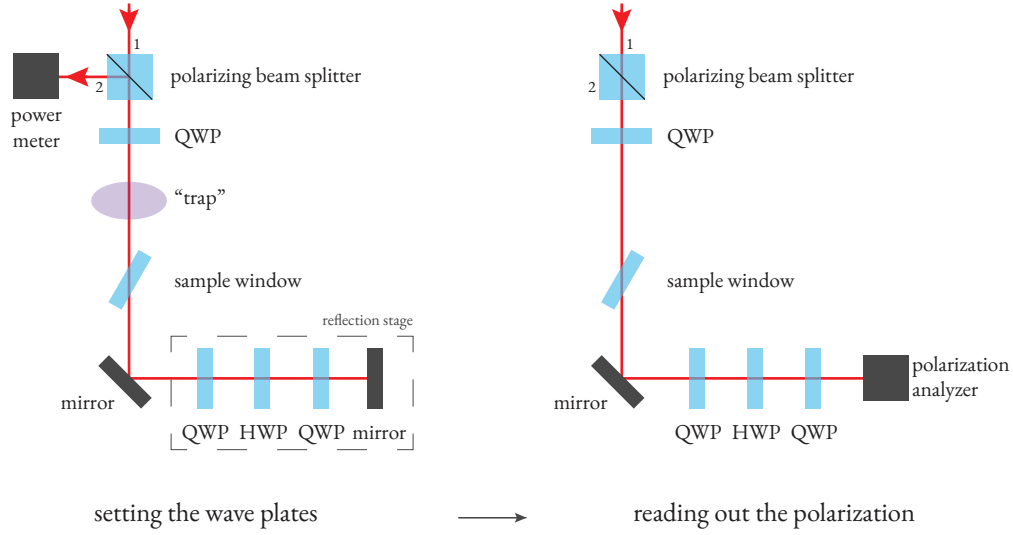 1
2
polarizing beam splitter
power
meter
QWP
“trap”
sample window
reflection stage
mirror
QWP HWP QWP mirror
setting the wave plates
1
2
polarizing beam splitter
QWP
sample window
mirror
QWP HWP QWP
polarization
analyzer
reading out the polarization